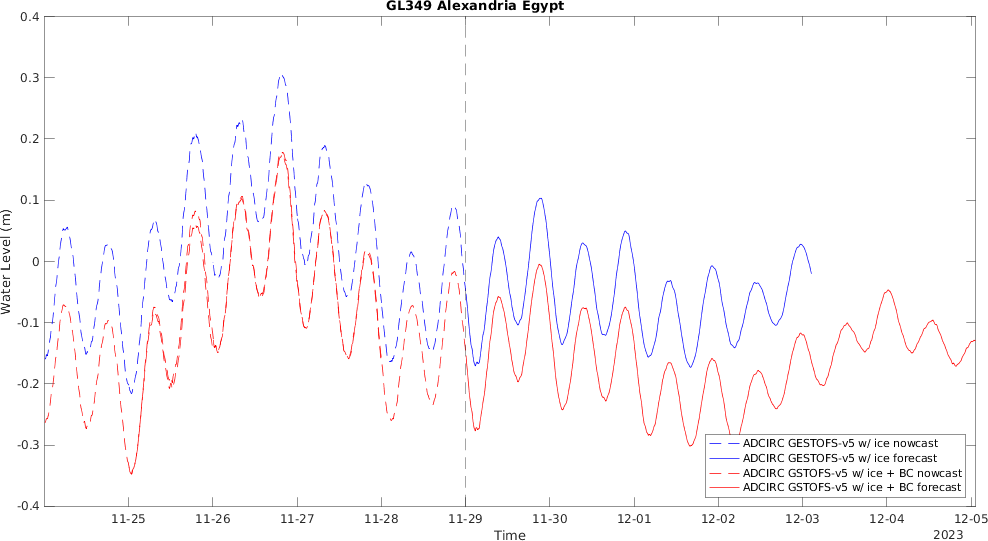 GL349 Alexandria Egypt
0.4
0.3
0.2
0.1
0
-0.1
-0.2
-0.3
-0.4
Water Level (m)
ADCIRC GESTOFS-v5 w/ ice nowcast
ADCIRC GESTOFS-v5 w/ ice forecast
ADCIRC GSTOFS-v5 w/ ice + BC nowcast
ADCIRC GSTOFS-v5 w/ ice + BC forecast
11-25 11-26 11-27 11-28 11-29 11-30 12-01 12-02 12-03 12-04 12-05
Time
2023